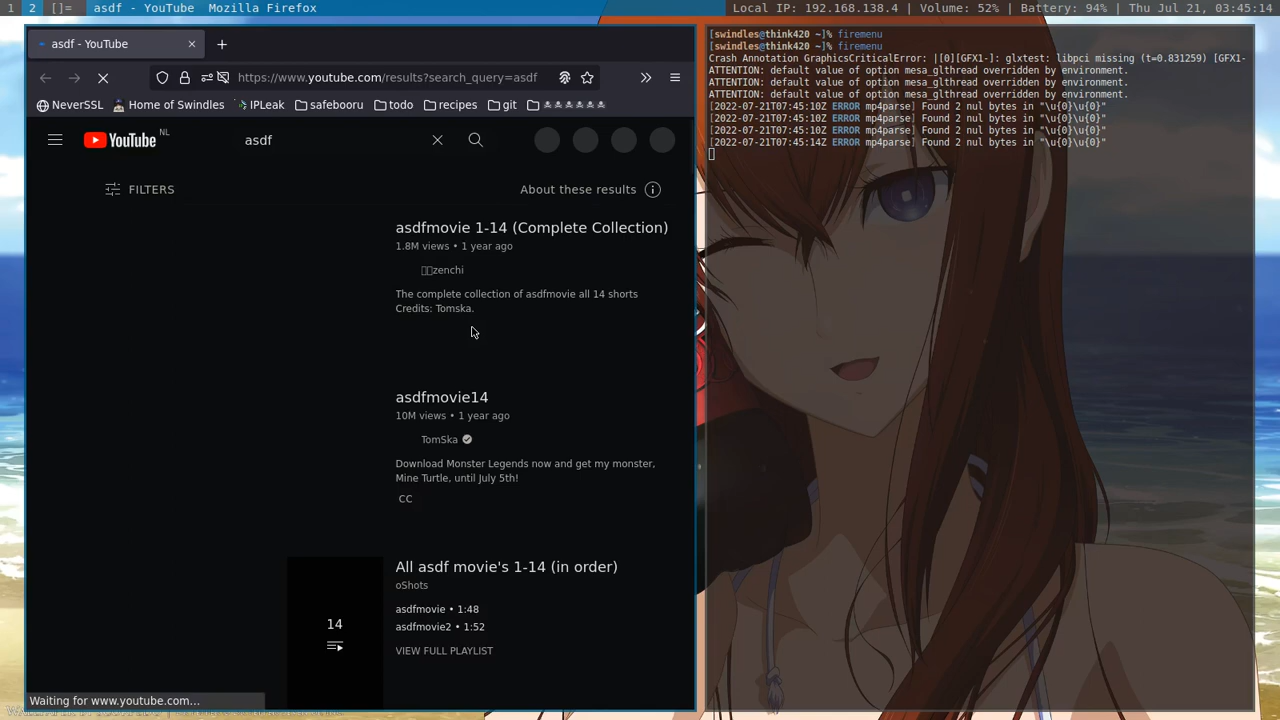 1 2 []= asdf - YouTube Mozilla Firefox Local IP: 192.168.138.4 | Volume: 52% | Battery: 94% | Thu Jul 21, 03:45:14
asdf - YouTube
https://www.youtube.com/results?search_query=asdf
NeverSSL Home of Swindles IPLeak safebooru todo recipes git ☠☠☠☠☠☠
YouTube NL
asdf
FILTERS
About these results
asdfmovie 1-14 (Complete Collection)
1.8M views • 1 year ago
zenchi
The complete collection of asdfmovie all 14 shorts
Credits: Tomska.
asdfmovie14
10M views • 1 year ago
TomSka
Download Monster Legends now and get my monster,
Mine Turtle, until July 5th!
CC
14
All asdf movie's 1-14 (in order)
oShots
asdfmovie • 1:48
asdfmovie2 • 1:52
VIEW FULL PLAYLIST
Waiting for www.youtube.com...
[swindles@think420 ~]% firemenu
[swindles@think420 ~]% firemenu
Crash Annotation GraphicsCriticalError: |[0][GFX1-]: glxtest: libpci missing (t=0.831259) [GFX1-
ATTENTION: default value of option mesa_glthread overridden by environment.
ATTENTION: default value of option mesa_glthread overridden by environment.
ATTENTION: default value of option mesa_glthread overridden by environment.
[2022-07-21T07:45:10Z ERROR mp4parse] Found 2 nul bytes in "\u{0}\u{0}"
[2022-07-21T07:45:10Z ERROR mp4parse] Found 2 nul bytes in "\u{0}\u{0}"
[2022-07-21T07:45:10Z ERROR mp4parse] Found 2 nul bytes in "\u{0}\u{0}"
[2022-07-21T07:45:14Z ERROR mp4parse] Found 2 nul bytes in "\u{0}\u{0}"